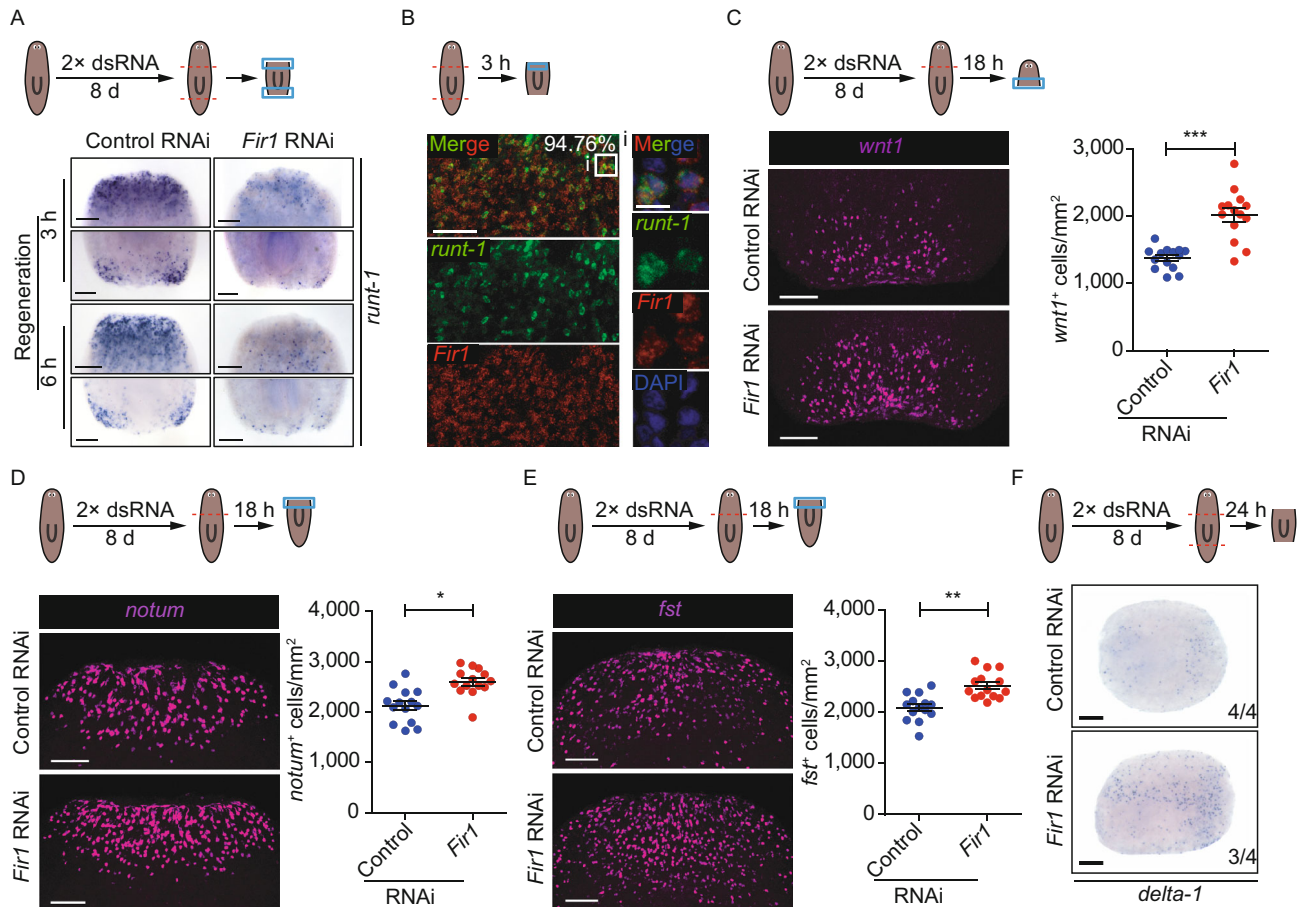 A
2× dsRNA
8 d
Control RNAi
Fir1 RNAi
Regeneration
3 h
6 h
runt-1
B
3 h
Merge
94.76%
i
i
Merge
runt-1
runt-1
Fir1
Fir1
DAPI
C
2× dsRNA
18 h
8 d
wnt1
Control RNAi
Fir1 RNAi
***
wnt1+ cells/mm²
3,000
2,000
1,000
0
Control
Fir1
RNAi
D
2× dsRNA
18 h
8 d
notum
Control RNAi
Fir1 RNAi
*
notum+ cells/mm²
4,000
3,000
2,000
1,000
0
Control
Fir1
RNAi
E
2× dsRNA
18 h
8 d
fst
Control RNAi
Fir1 RNAi
**
fst+ cells/mm²
4,000
3,000
2,000
1,000
0
Control
Fir1
RNAi
F
2× dsRNA
24 h
8 d
Control RNAi
4/4
Fir1 RNAi
3/4
delta-1